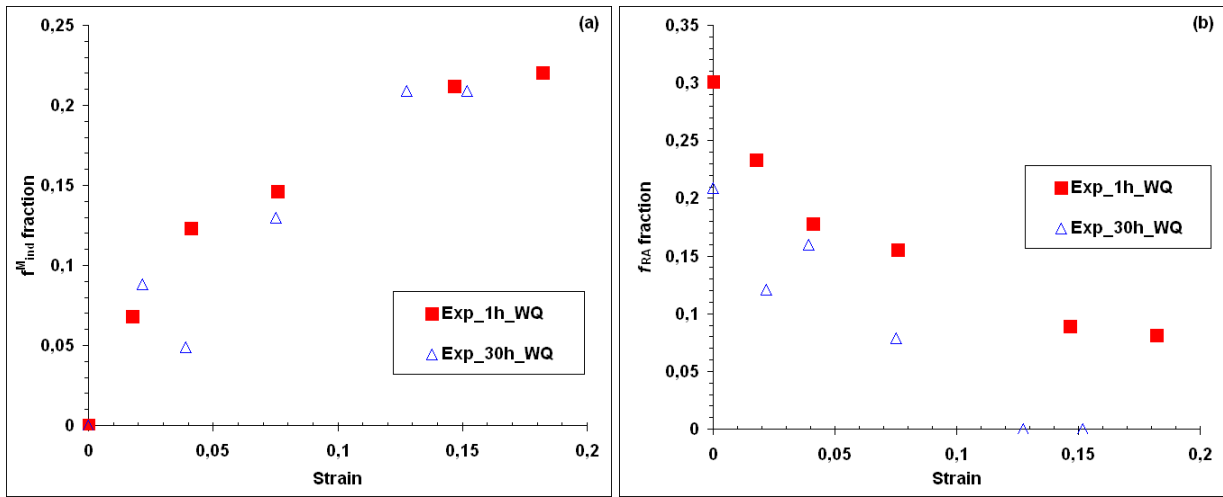 (a)
0,25
0,2
0,15
0,1
0,05
0
f^M_ind fraction
0 0,05 0,1 0,15 0,2
Strain
Exp_1h_WQ
Exp_30h_WQ
(b)
0,35
0,3
0,25
0,2
0,15
0,1
0,05
0
f_RA fraction
0 0,05 0,1 0,15 0,2
Strain
Exp_1h_WQ
Exp_30h_WQ